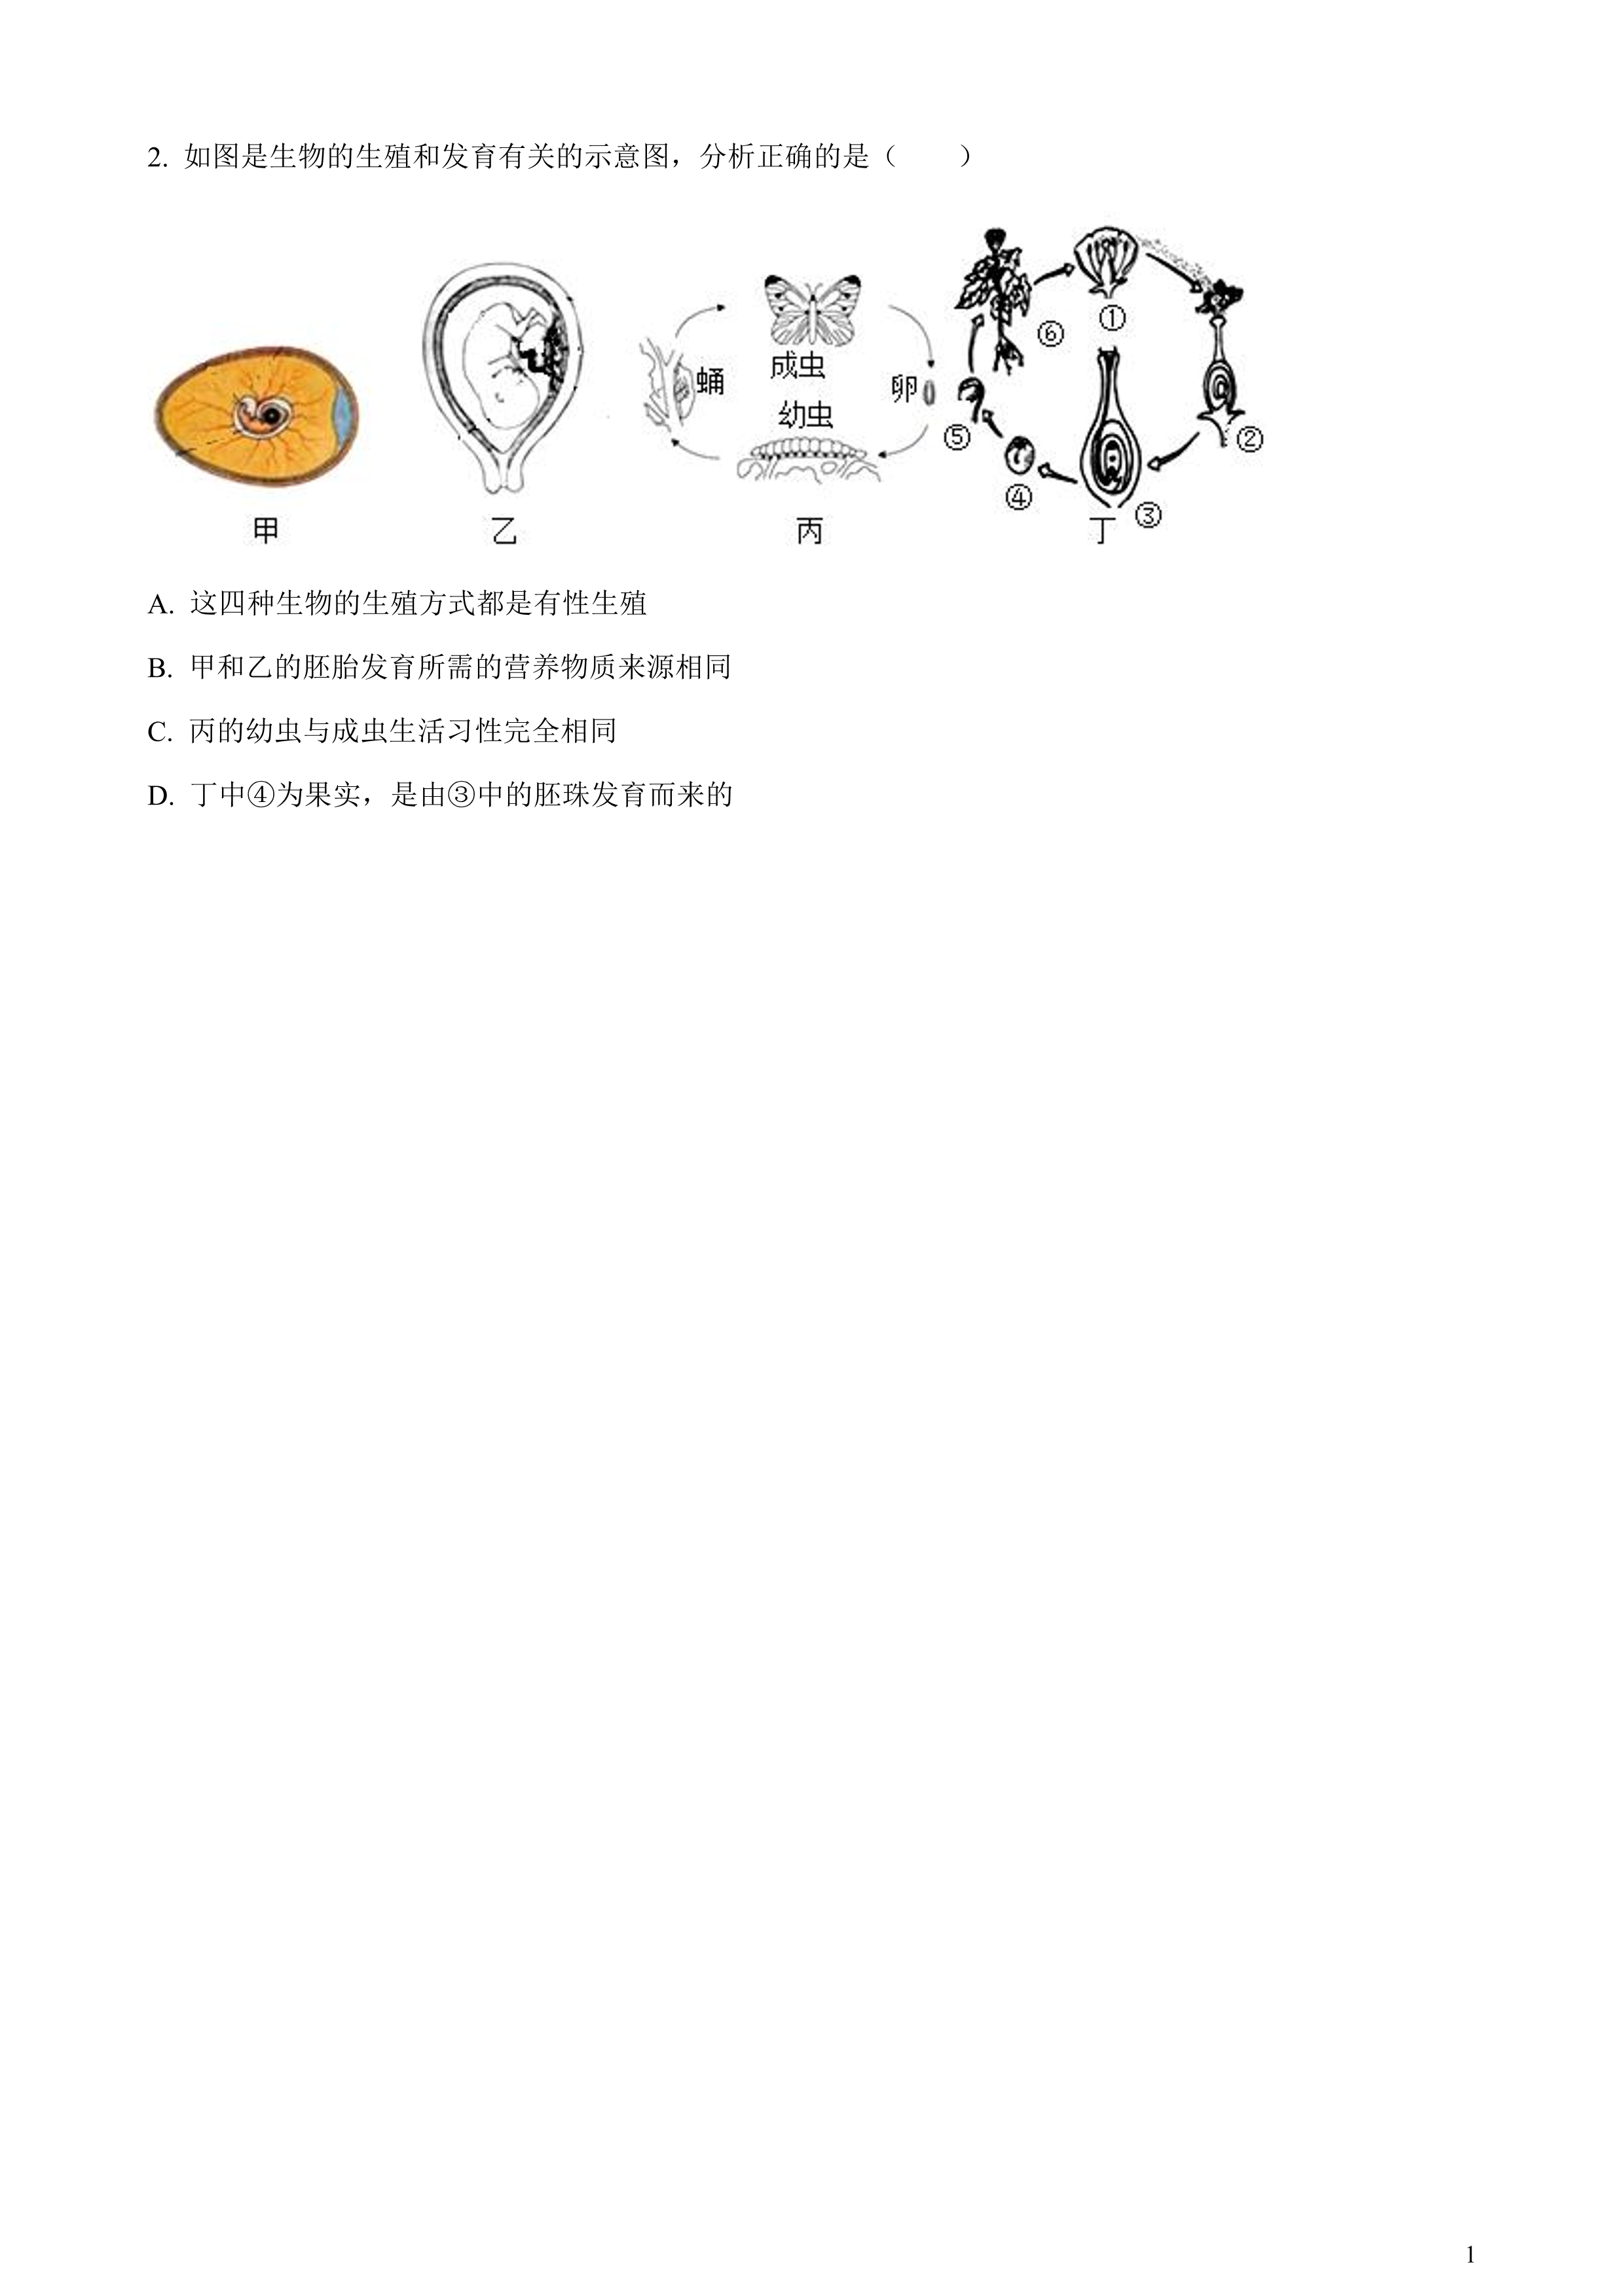 2. 如图是生物的生殖和发育有关的示意图，分析正确的是（　　）
蛹 成虫 幼虫 卵 ① ② ③ ④ ⑤ ⑥
甲 乙 丙 丁
A. 这四种生物的生殖方式都是有性生殖
B. 甲和乙的胚胎发育所需的营养物质来源相同
C. 丙的幼虫与成虫生活习性完全相同
D. 丁中④为果实，是由③中的胚珠发育而来的
1